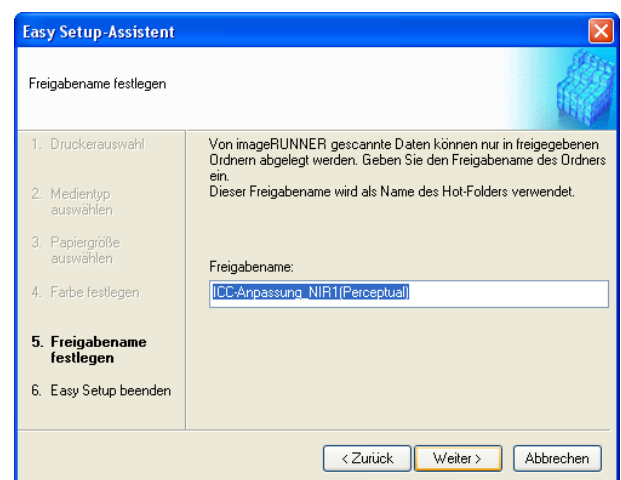 Easy Setup-Assistent
Freigabename festlegen
1. Druckerauswahl
2. Medientyp
auswählen
3. Papiergröße
auswählen
4. Farbe festlegen
5. Freigabename
festlegen
6. Easy Setup beenden
Von imageRUNNER gescannte Daten können nur in freigegebenen
Ordnern abgelegt werden. Geben Sie den Freigabename des Ordners
ein.
Dieser Freigabename wird als Name des Hot-Folders verwendet.
Freigabename:
ICC-Anpassung_NIR1(Perceptual)
< Zurück
Weiter >
Abbrechen